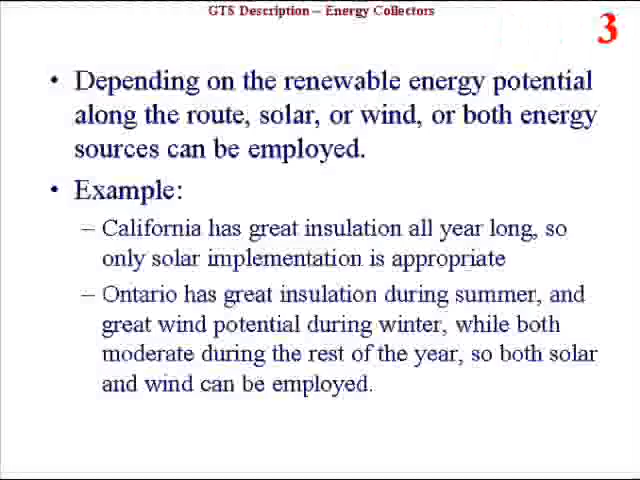 GTS Description – Energy Collectors
3
• Depending on the renewable energy potential
along the route, solar, or wind, or both energy
sources can be employed.
• Example:
– California has great insulation all year long, so
only solar implementation is appropriate
– Ontario has great insulation during summer, and
great wind potential during winter, while both
moderate during the rest of the year, so both solar
and wind can be employed.